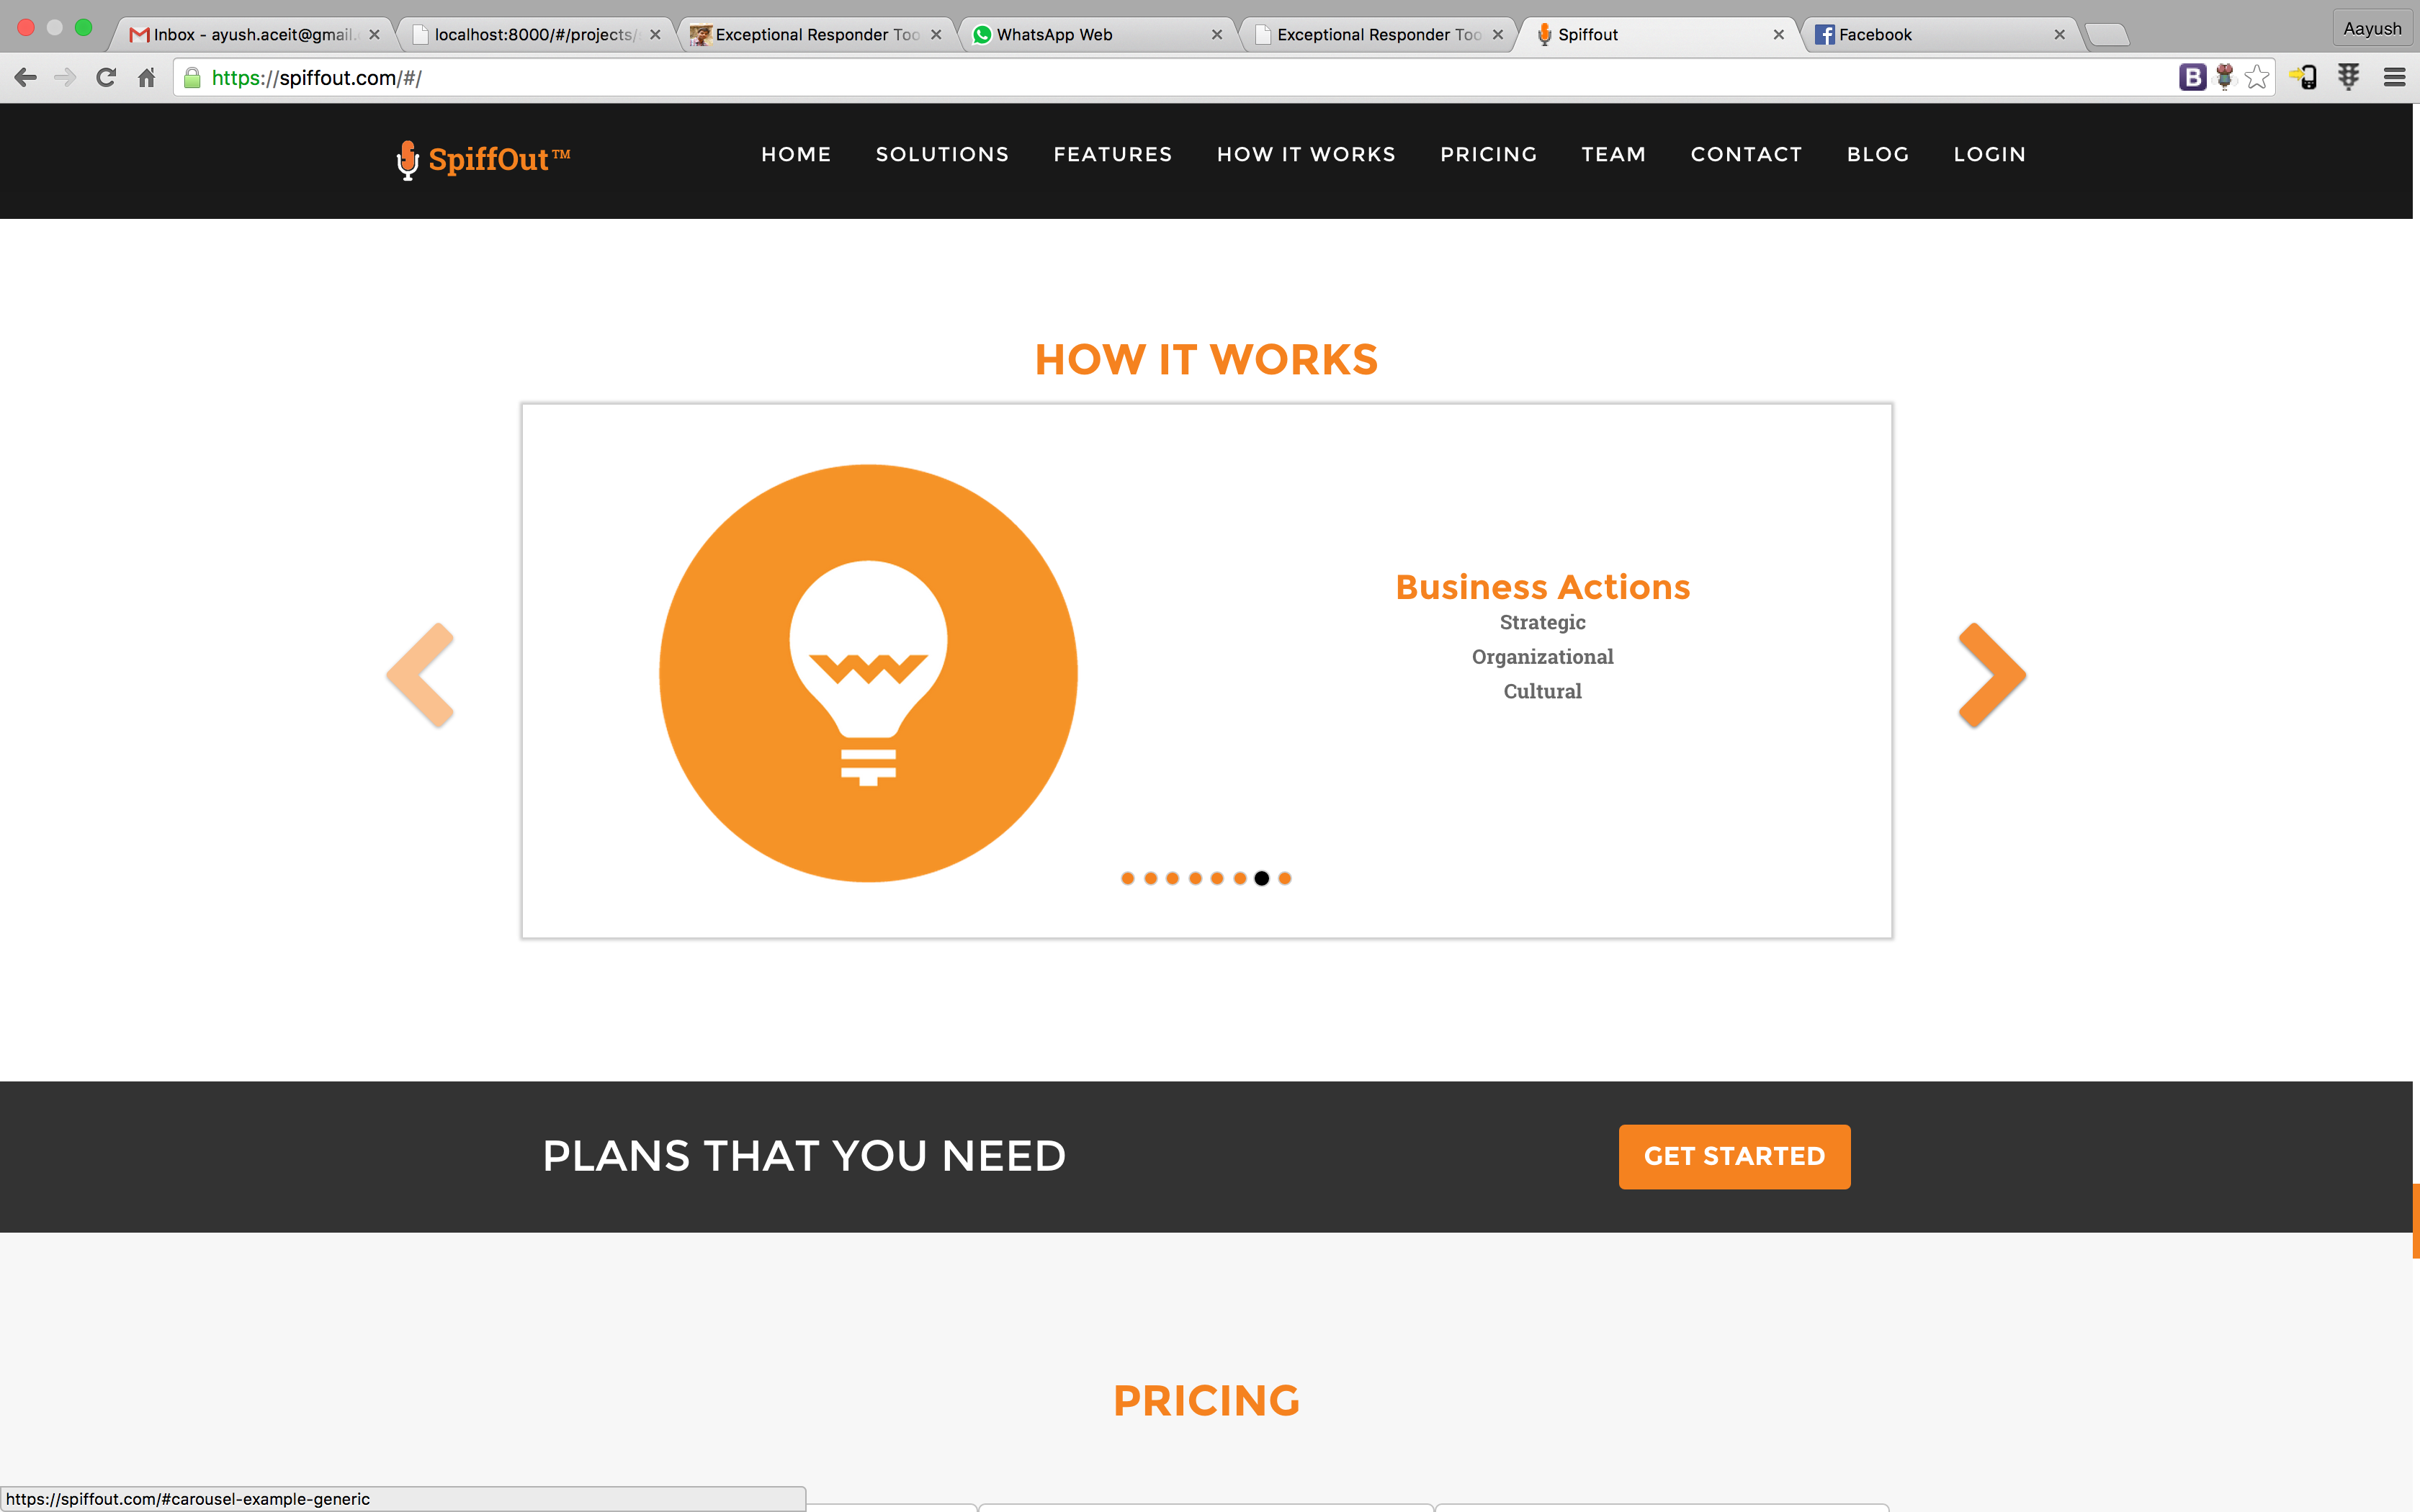 Inbox - ayush.aceit@gmail.
localhost:8000/#/projects/
Exceptional Responder Too
WhatsApp Web
Exceptional Responder Too
Spiffout
Facebook
Aayush
https://spiffout.com/#/
B
SpiffOut™
HOME
SOLUTIONS
FEATURES
HOW IT WORKS
PRICING
TEAM
CONTACT
BLOG
LOGIN
HOW IT WORKS
Business Actions
Strategic
Organizational
Cultural
PLANS THAT YOU NEED
GET STARTED
PRICING
https://spiffout.com/#carousel-example-generic